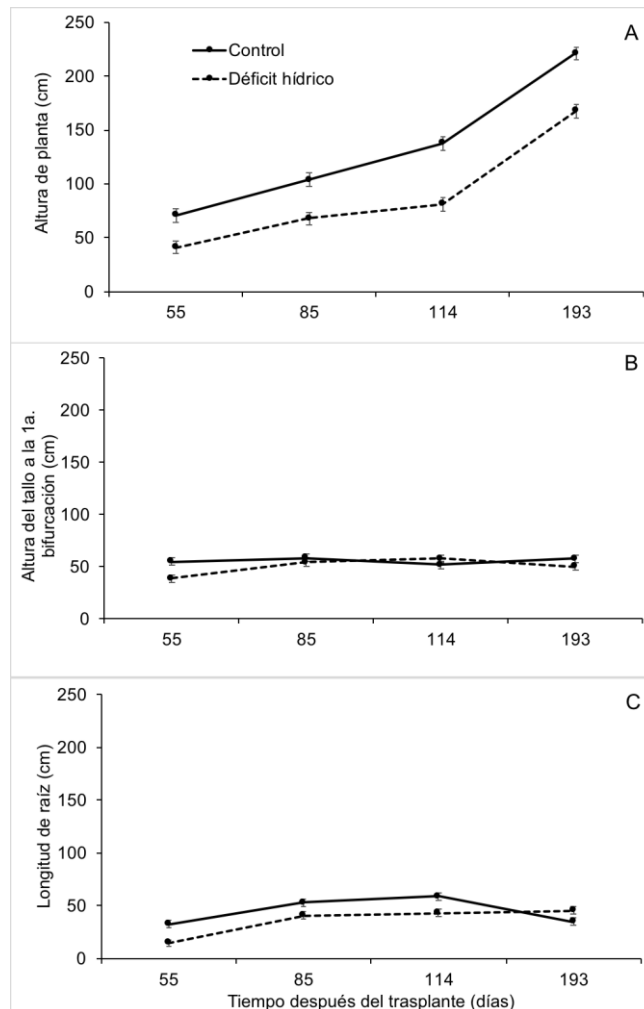 A
Control
Déficit hídrico
Altura de planta (cm)
250
200
150
100
50
0
55 85 114 193
B
Altura del tallo a la 1a.
bifurcación (cm)
250
200
150
100
50
0
55 85 114 193
C
Longitud de raíz (cm)
250
200
150
100
50
0
55 85 114 193
Tiempo después del trasplante (días)